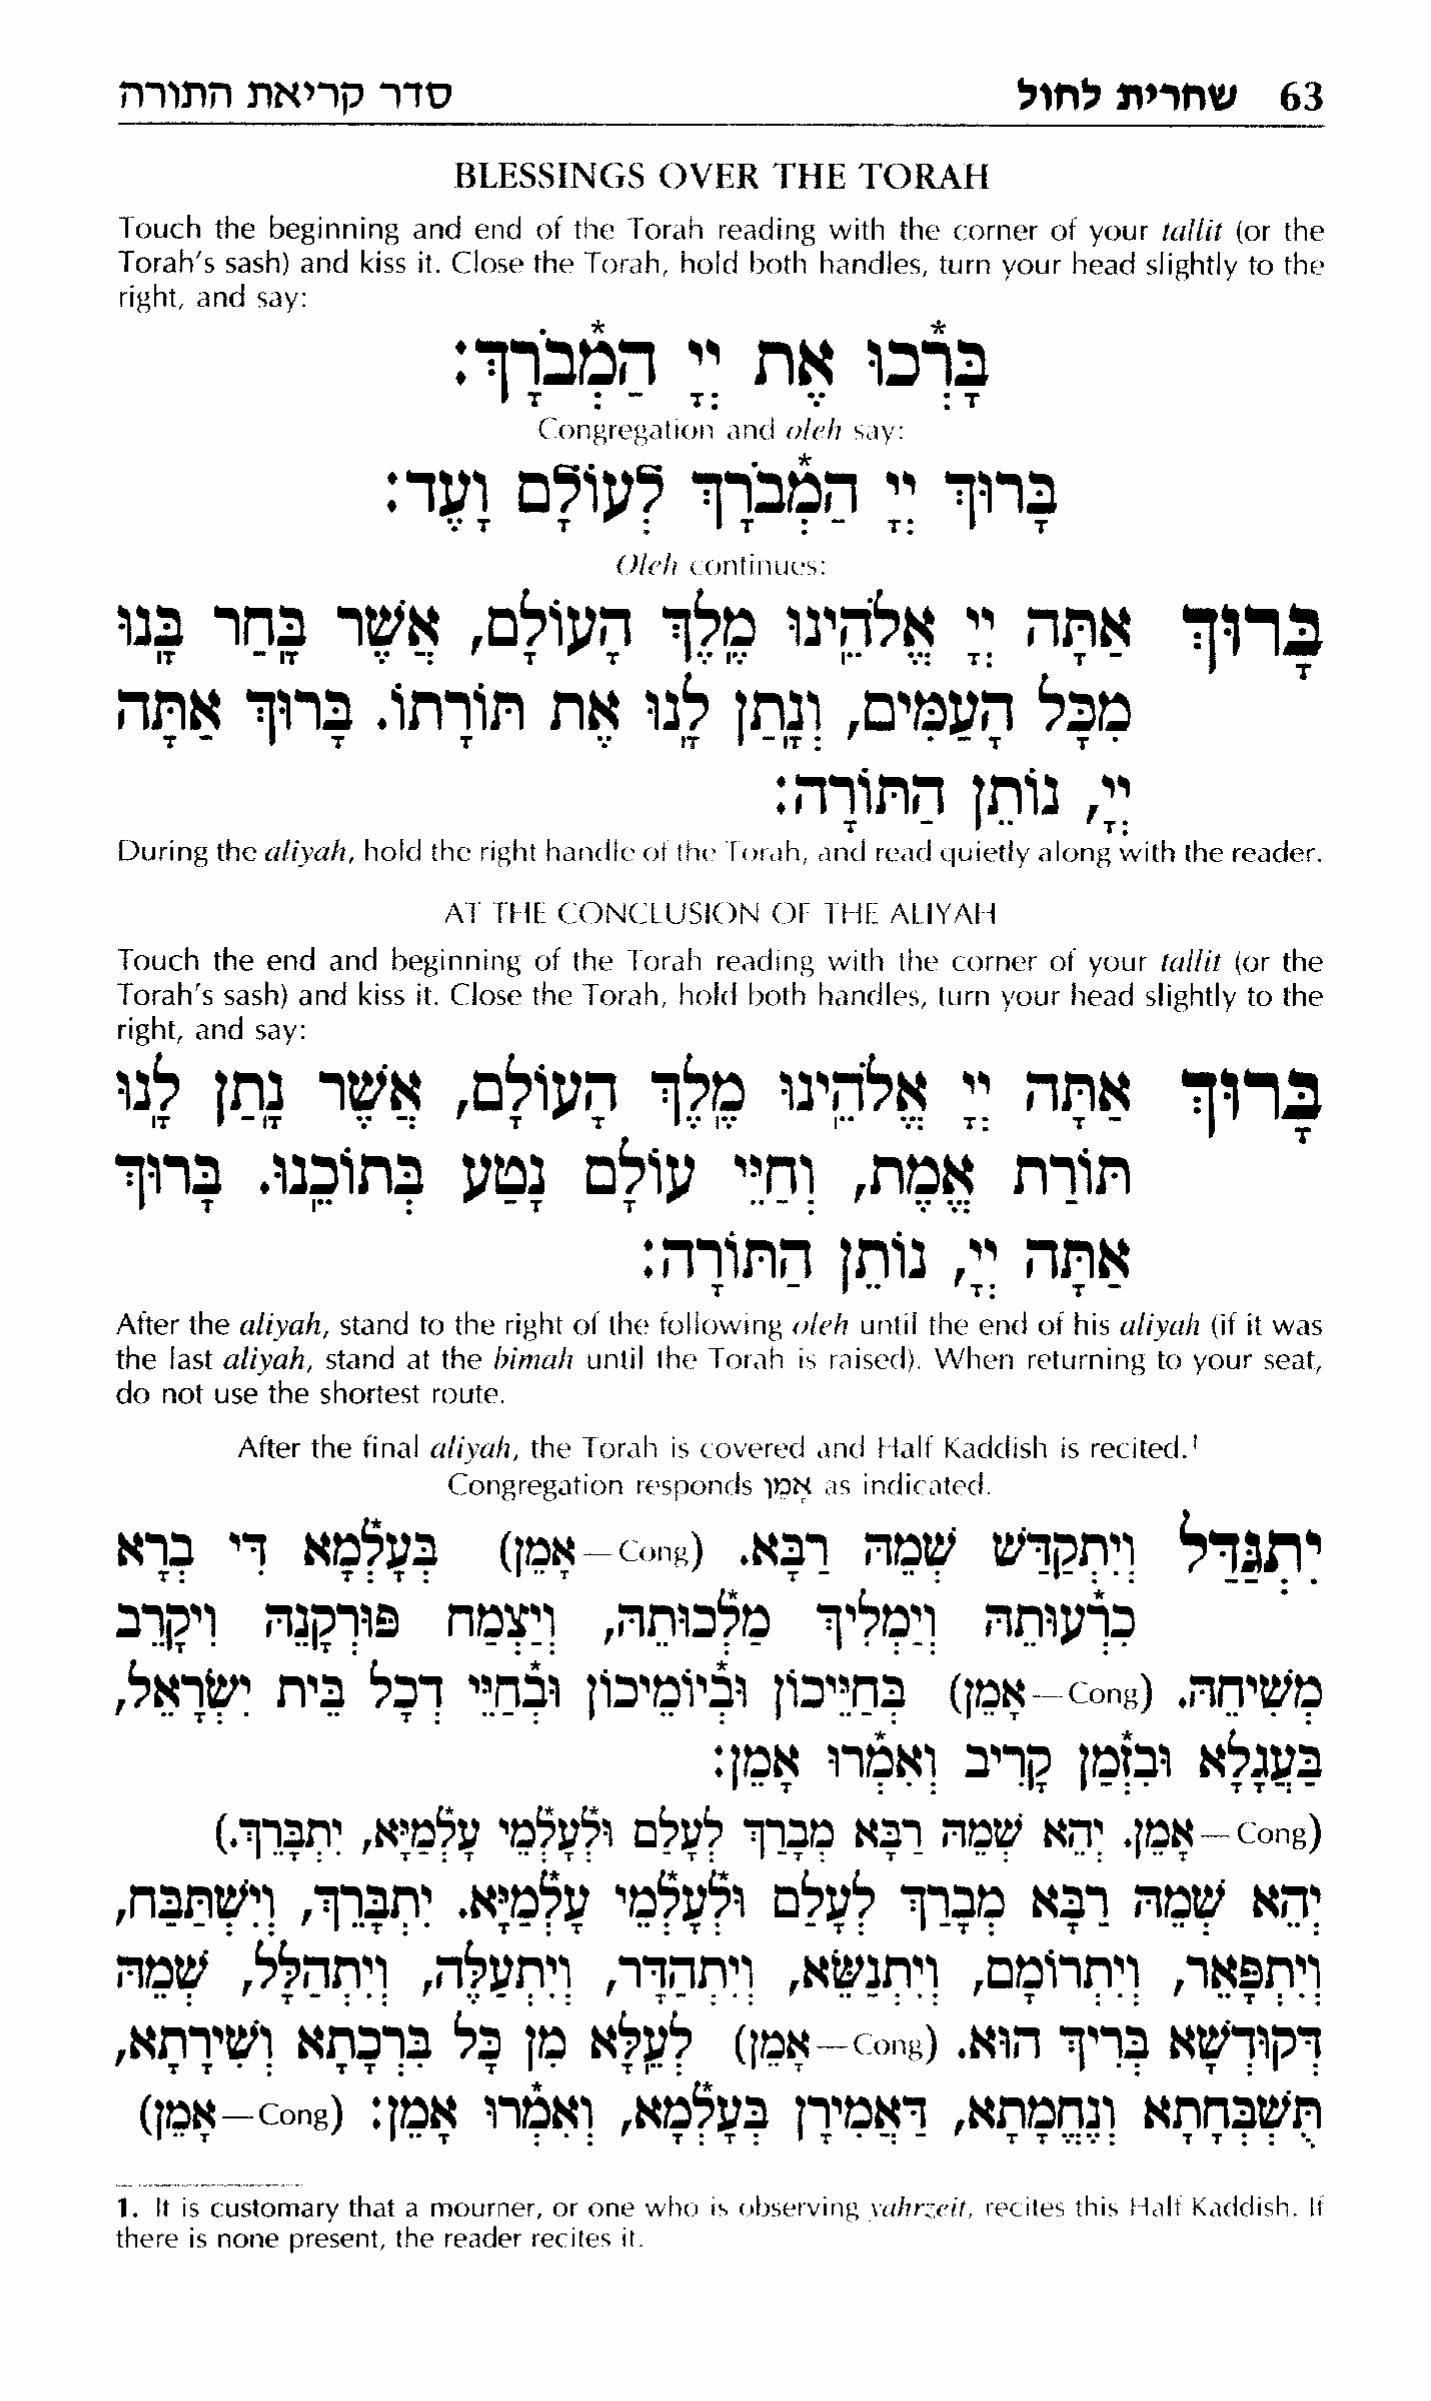 63 שחרית לחול סדר קריאת התורה
BLESSINGS OVER THE TORAH
Touch the beginning and end of the Torah reading with the corner of your tallit (or the
Torah's sash) and kiss it. Close the Torah, hold both handles, turn your head slightly to the
right, and say:
בָּרְ*כוּ אֶת יְיָ הַמְ*בֹרָךְ:
Congregation and oleh say:
בָּרוּךְ יְיָ הַמְ*בֹרָךְ לְעוֹלָם וָעֶד:
Oleh continues:
בָּרוּךְ אַתָּה יְיָ אֱלֹהֵֽינוּ מֶֽלֶךְ הָעוֹלָם, אֲשֶׁר בָּֽחַר בָּֽנוּ
מִכָּל הָעַמִּים, וְנָֽתַן לָֽנוּ אֶת תּוֹרָתוֹ. בָּרוּךְ אַתָּה
יְיָ, נוֹתֵן הַתּוֹרָה:
During the aliyah, hold the right handle of the Torah, and read quietly along with the reader.
AT THE CONCLUSION OF THE ALIYAH
Touch the end and beginning of the Torah reading with the corner of your tallit (or the
Torah's sash) and kiss it. Close the Torah, hold both handles, turn your head slightly to the
right, and say:
בָּרוּךְ אַתָּה יְיָ אֱלֹהֵֽינוּ מֶֽלֶךְ הָעוֹלָם, אֲשֶׁר נָֽתַן לָֽנוּ
תּוֹרַת אֱמֶת, וְחַיֵּי עוֹלָם נָטַע בְּתוֹכֵֽנוּ. בָּרוּךְ
אַתָּה יְיָ, נוֹתֵן הַתּוֹרָה:
After the aliyah, stand to the right of the following oleh until the end of his aliyah (if it was
the last aliyah, stand at the bimah until the Torah is raised). When returning to your seat,
do not use the shortest route.
After the final aliyah, the Torah is covered and Half Kaddish is recited.¹
Congregation responds אָמֵן as indicated.
יִתְגַּדַּל וְיִתְקַדַּשׁ שְׁמֵהּ רַבָּא. (Cong—אָמֵן) בְּעָלְ*מָא דִּי בְרָא
כִרְ*עוּתֵהּ וְיַמְלִיךְ מַלְ*כוּתֵהּ, וְיַצְמַח פּוּרְקָנֵהּ וִיקָרֵב
מְשִׁיחֵהּ. (Cong—אָמֵן) בְּחַיֵּיכוֹן וּבְ*יוֹמֵיכוֹן וּבְ*חַיֵּי דְכָל בֵּית יִשְׂרָאֵל,
בַּעֲגָלָא וּבִזְ*מַן קָרִיב וְאִמְ*רוּ אָמֵן:
(Cong—אָמֵן. יְהֵא שְׁמֵהּ רַבָּא מְבָרַךְ לְעָלַם וּלְ*עָלְ*מֵי עָלְ*מַיָּא, יִתְבָּרֵךְ.)
יְהֵא שְׁמֵהּ רַבָּא מְבָרַךְ לְעָלַם וּלְ*עָלְ*מֵי עָלְ*מַיָּא. יִתְבָּרֵךְ, וְיִשְׁתַּבַּח,
וְיִתְפָּאֵר, וְיִתְרוֹמָם, וְיִתְנַשֵּׂא, וְיִתְהַדָּר, וְיִתְעַלֶּה, וְיִתְהַלָּל, שְׁמֵהּ
דְּקוּדְשָׁא בְּרִיךְ הוּא. (Cong—אָמֵן) לְעֵֽלָּא מִן כָּל בִּרְכָתָא וְשִׁירָתָא,
תֻּשְׁבְּחָתָא וְנֶחֱמָתָא, דַּאֲמִירָן בְּעָלְ*מָא, וְאִמְ*רוּ אָמֵן: (Cong—אָמֵן)
1. It is customary that a mourner, or one who is observing yahrzeit, recites this Half Kaddish. If
there is none present, the reader recites it.